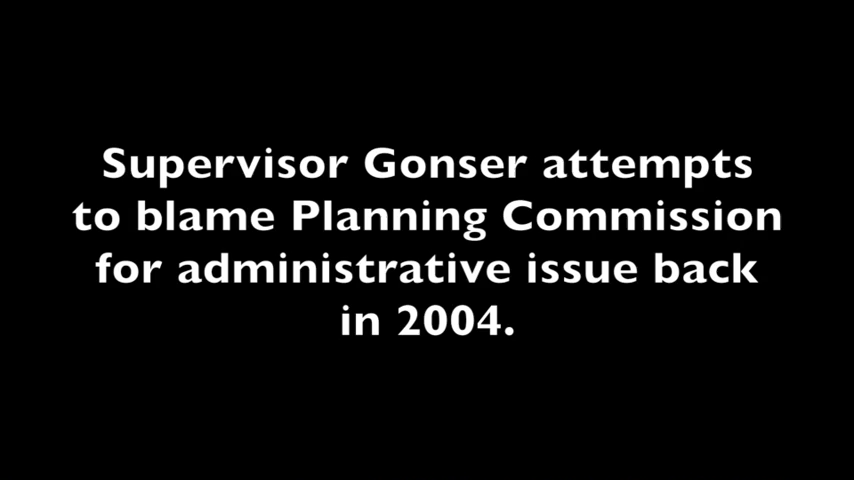 Supervisor Gonser attempts
to blame Planning Commission
for administrative issue back
in 2004.